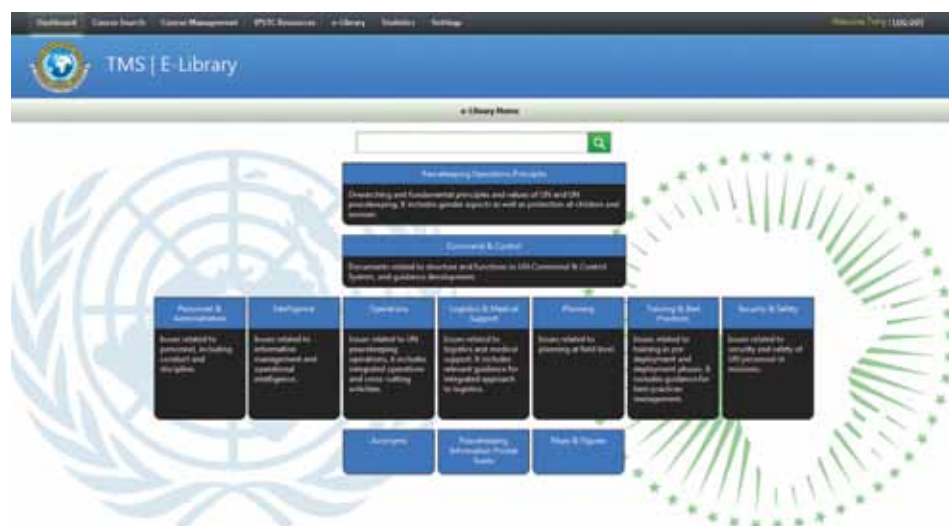 Dashboard Course Search Course Management IPSTC Resources e-Library Statistics Settings
Welcome Tony | LOG OUT
TMS | E-Library
e-Library Home
Peacekeeping Operations Principles
Overarching and fundamental principles and values of UN and UN
peacekeeping. It includes gender aspects as well as protection of children and
women.
Command & Control
Documents related to structure and functions in UN Command & Control
System, and guidance development.
Personnel &
Administration
Issues related to
personnel, including
conduct and
discipline.
Intelligence
Issues related to
information
management and
operational
intelligence.
Operations
Issues related to UN
peacekeeping
operations, it includes
integrated operations
and cross-cutting
activities.
Logistics & Medical
Support
Issues related to
logistics and medical
support. It includes
relevant guidance for
integrated approach
to logistics.
Planning
Issues related to
planning at field level.
Training & Best
Practices
Issues related to
training in pre
deployment and
deployment phases. It
includes guidance for
best practices
management.
Security & Safety
Issues related to
security and safety of
UN personnel in
missions.
Acronyms
Peacekeeping
Information Pocket
Maps & Figures